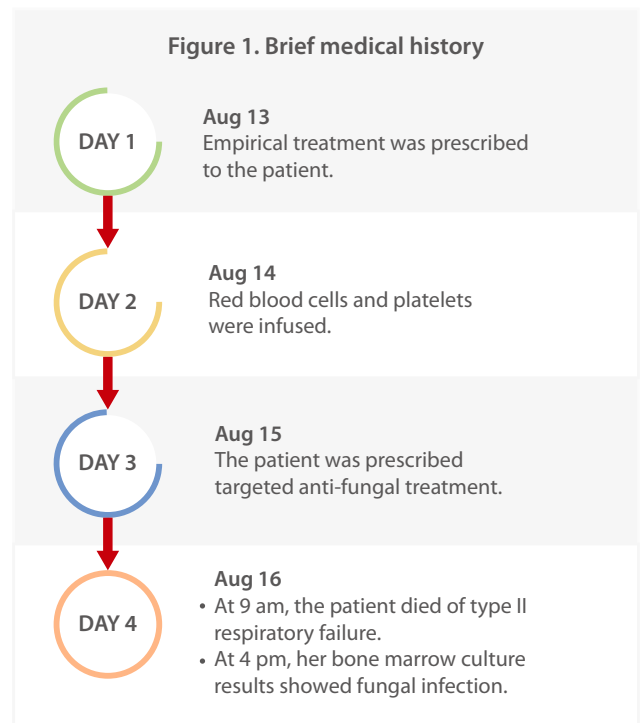 Figure 1. Brief medical history
DAY 1
Aug 13
Empirical treatment was prescribed
to the patient.
DAY 2
Aug 14
Red blood cells and platelets
were infused.
DAY 3
Aug 15
The patient was prescribed
targeted anti-fungal treatment.
DAY 4
Aug 16
• At 9 am, the patient died of type II
respiratory failure.
• At 4 pm, her bone marrow culture
results showed fungal infection.